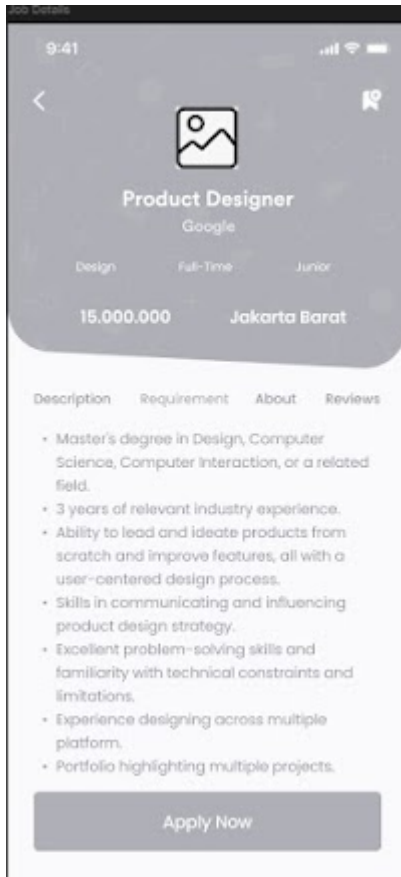 Job Details
9:41
Product Designer
Google
Design Full-Time Junior
15.000.000 Jakarta Barat
Description Requirement About Reviews
• Master's degree in Design, Computer
Science, Computer Interaction, or a related
field.
• 3 years of relevant industry experience.
• Ability to lead and ideate products from
scratch and improve features, all with a
user-centered design process.
• Skills in communicating and influencing
product design strategy.
• Excellent problem-solving skills and
familiarity with technical constraints and
limitations.
• Experience designing across multiple
platform.
• Portfolio highlighting multiple projects.
Apply Now